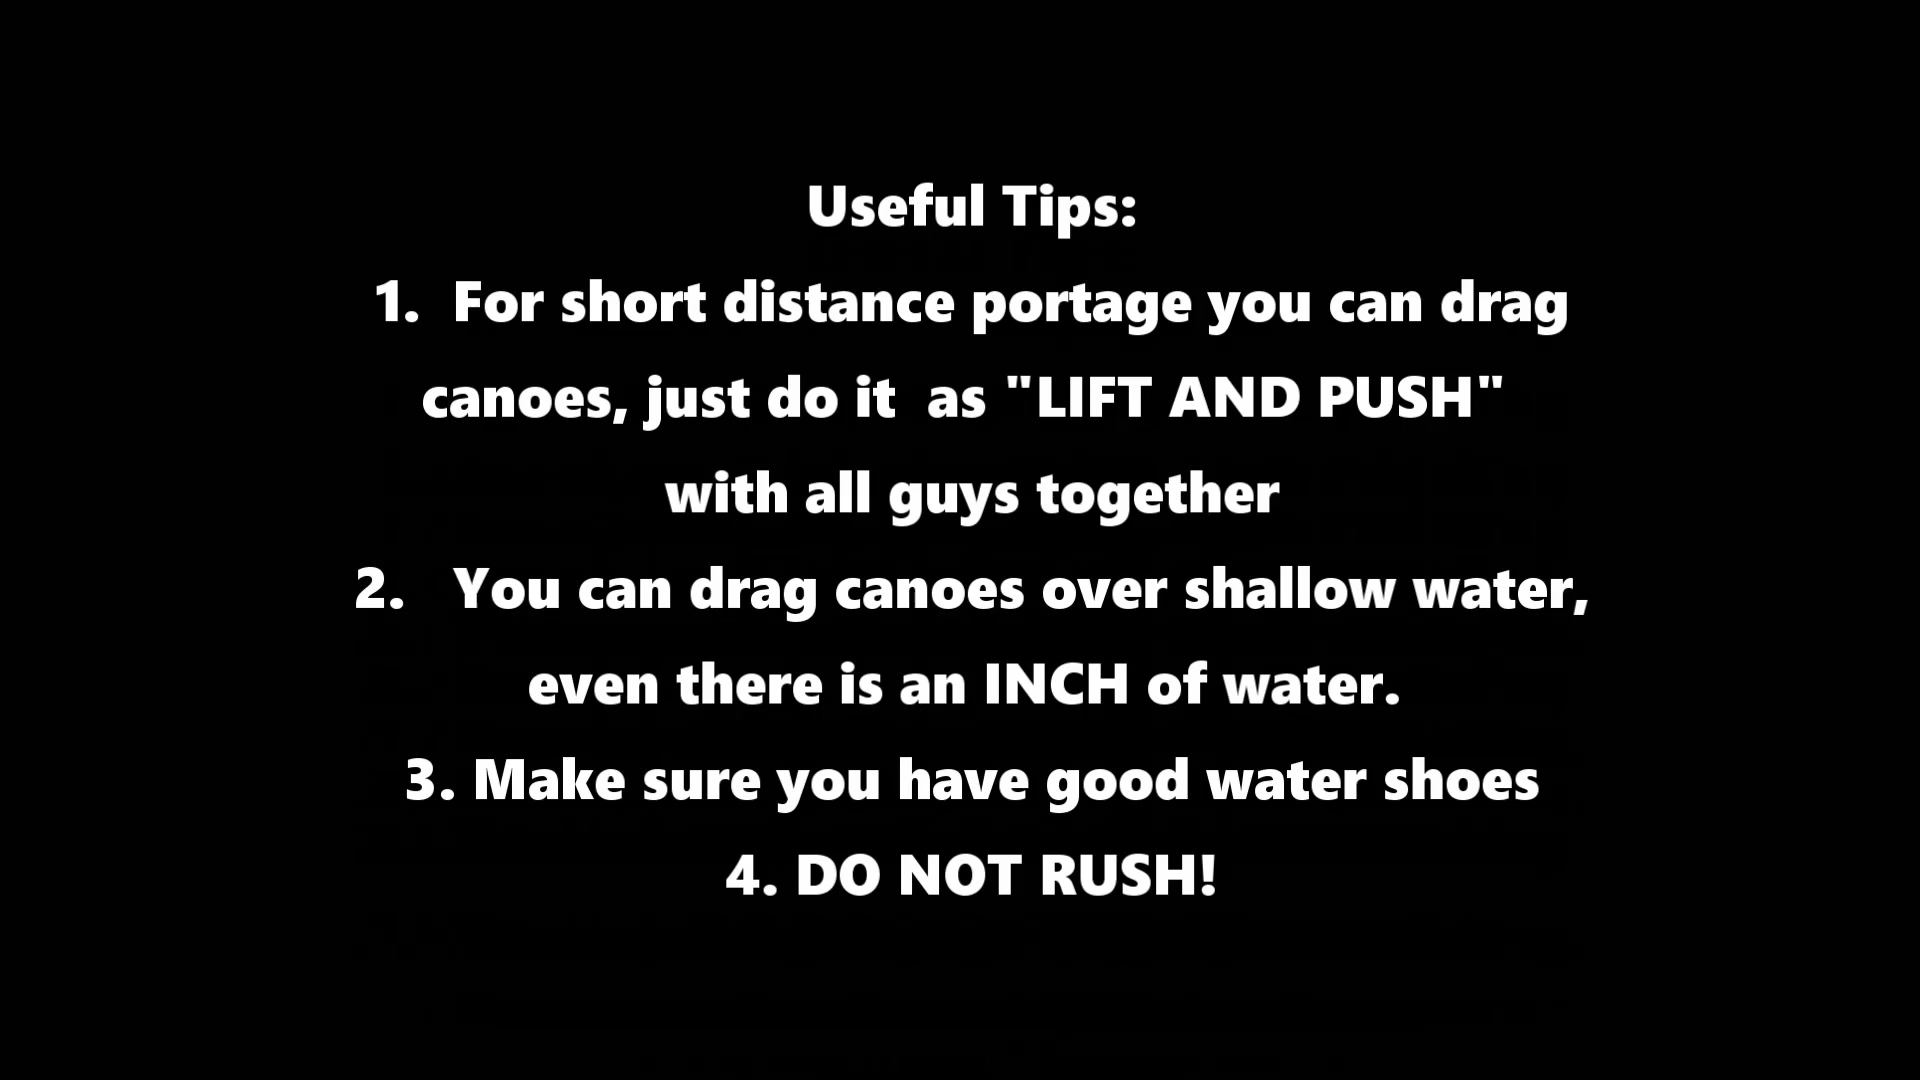 Useful Tips:
1.  For short distance portage you can drag
canoes, just do it  as "LIFT AND PUSH"
with all guys together
2.   You can drag canoes over shallow water,
even there is an INCH of water.
3. Make sure you have good water shoes
4. DO NOT RUSH!